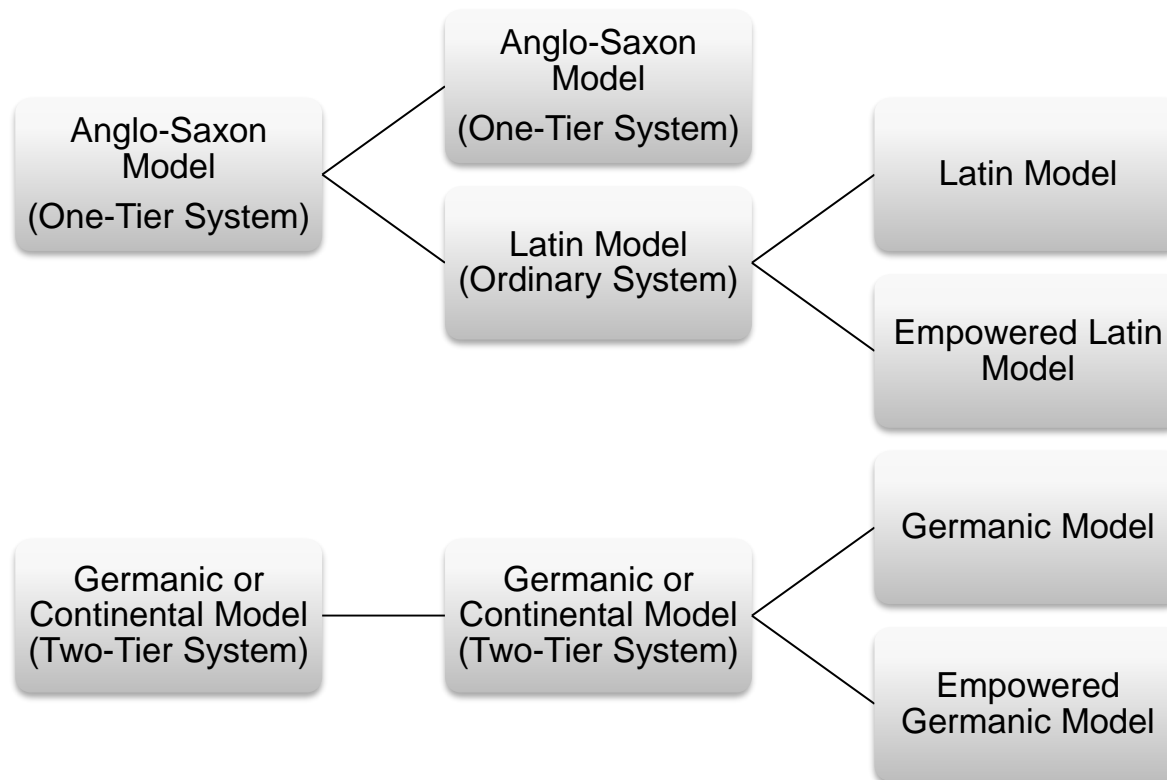 Anglo-Saxon
Model
(One-Tier System)
Anglo-Saxon
Model
(One-Tier System)
Latin Model
(Ordinary System)
Latin Model
Empowered Latin
Model
Germanic or
Continental Model
(Two-Tier System)
Germanic or
Continental Model
(Two-Tier System)
Germanic Model
Empowered
Germanic Model